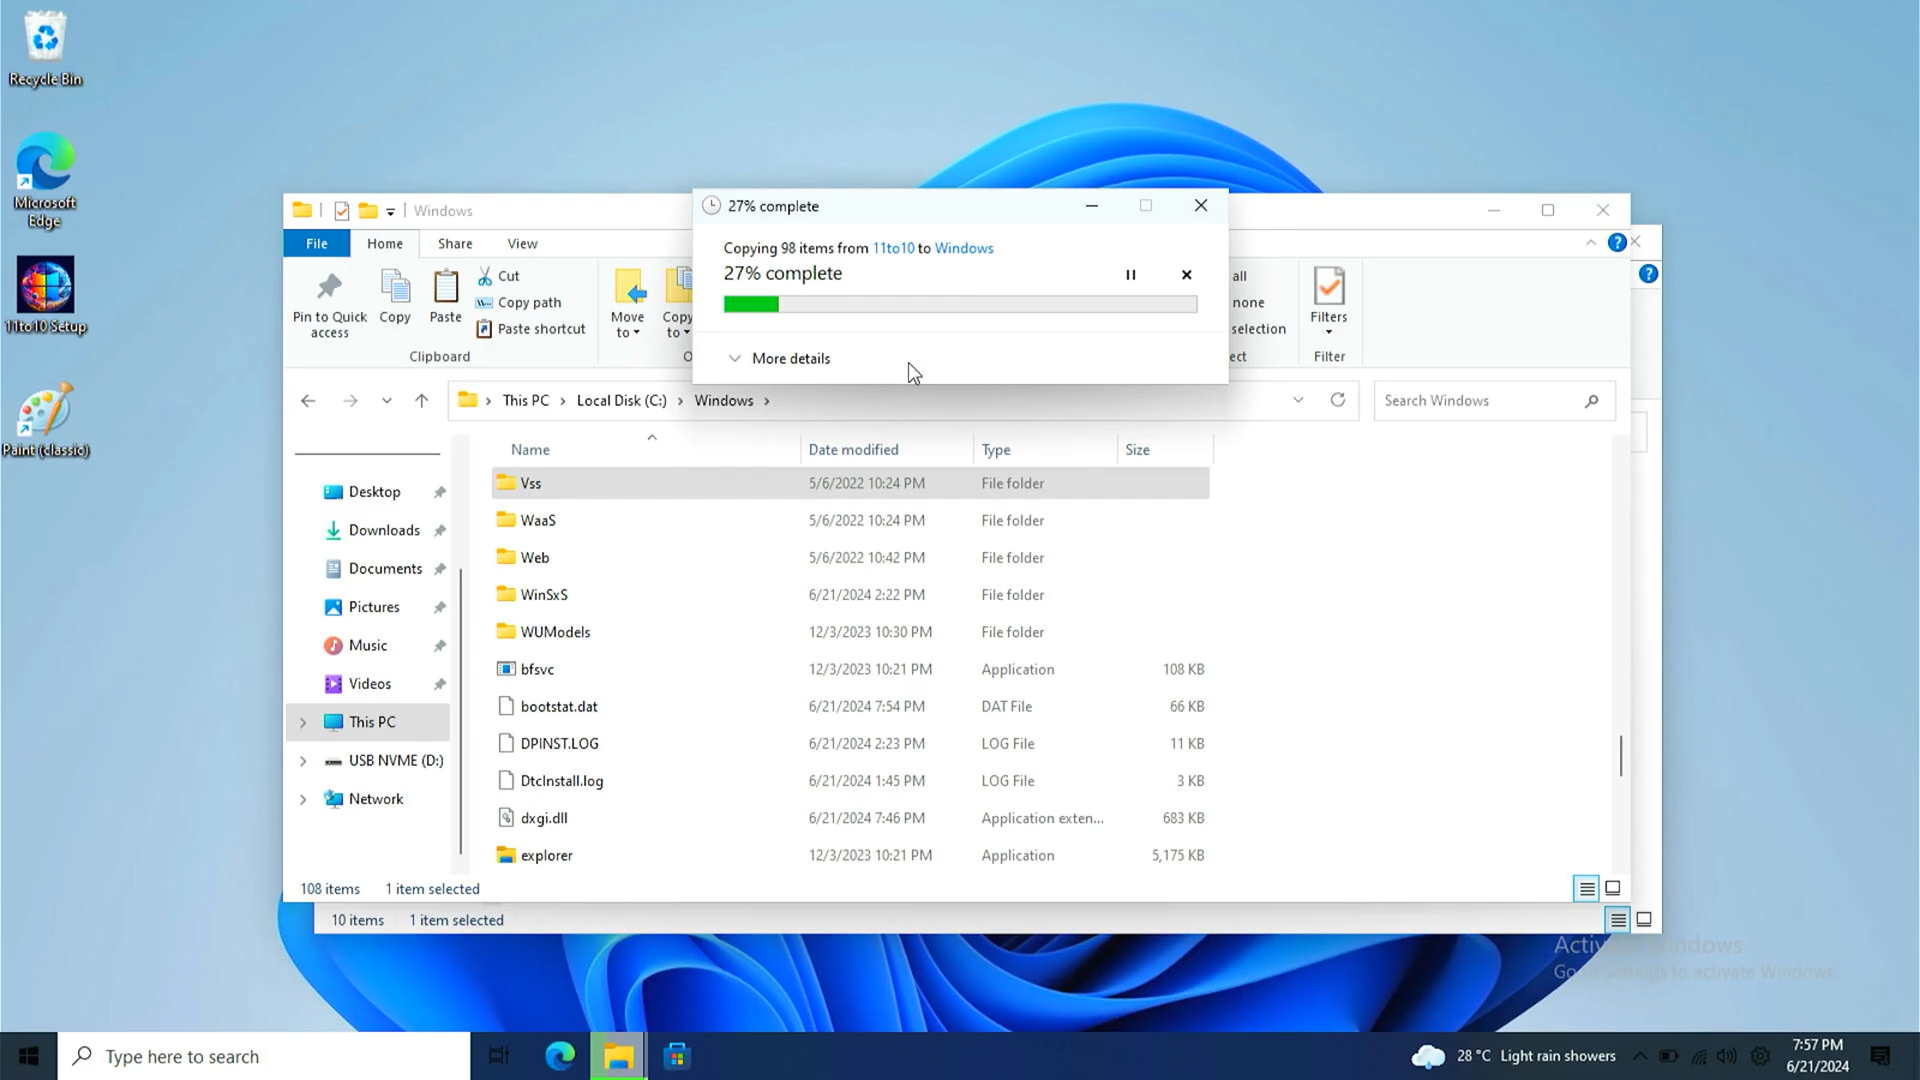 Recycle Bin
Microsoft
Edge
11to10 Setup
Paint (classic)
Windows
File
Home
Share
View
Pin to Quick
access
Copy
Paste
Cut
Copy path
Paste shortcut
Clipboard
Move
to
Copy
to
all
none
selection
ect
Filters
Filter
27% complete
Copying 98 items from 11to10 to Windows
27% complete
More details
This PC
Local Disk (C:)
Windows
Search Windows
Name
Date modified
Type
Size
Desktop
Downloads
Documents
Pictures
Music
Videos
This PC
USB NVME (D:)
Network
Vss 5/6/2022 10:24 PM File folder
WaaS 5/6/2022 10:24 PM File folder
Web 5/6/2022 10:42 PM File folder
WinSxS 6/21/2024 2:22 PM File folder
WUModels 12/3/2023 10:30 PM File folder
bfsvc 12/3/2023 10:21 PM Application 108 KB
bootstat.dat 6/21/2024 7:54 PM DAT File 66 KB
DPINST.LOG 6/21/2024 2:23 PM LOG File 11 KB
DtcInstall.log 6/21/2024 1:45 PM LOG File 3 KB
dxgi.dll 6/21/2024 7:46 PM Application exten... 683 KB
explorer 12/3/2023 10:21 PM Application 5,175 KB
108 items 1 item selected
10 items 1 item selected
to activate Windows
Type here to search
28 °C Light rain showers
7:57 PM
6/21/2024